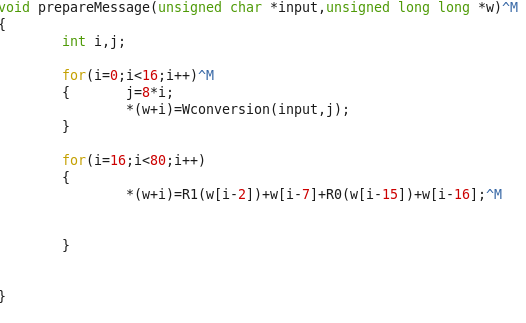 void prepareMessage(unsigned char *input,unsigned long long *w)^M
{
        int i,j;

        for(i=0;i<16;i++)^M
        {       j=8*i;
                *(w+i)=Wconversion(input,j);
        }

        for(i=16;i<80;i++)
        {
                *(w+i)=R1(w[i-2])+w[i-7]+R0(w[i-15])+w[i-16];^M


        }


}